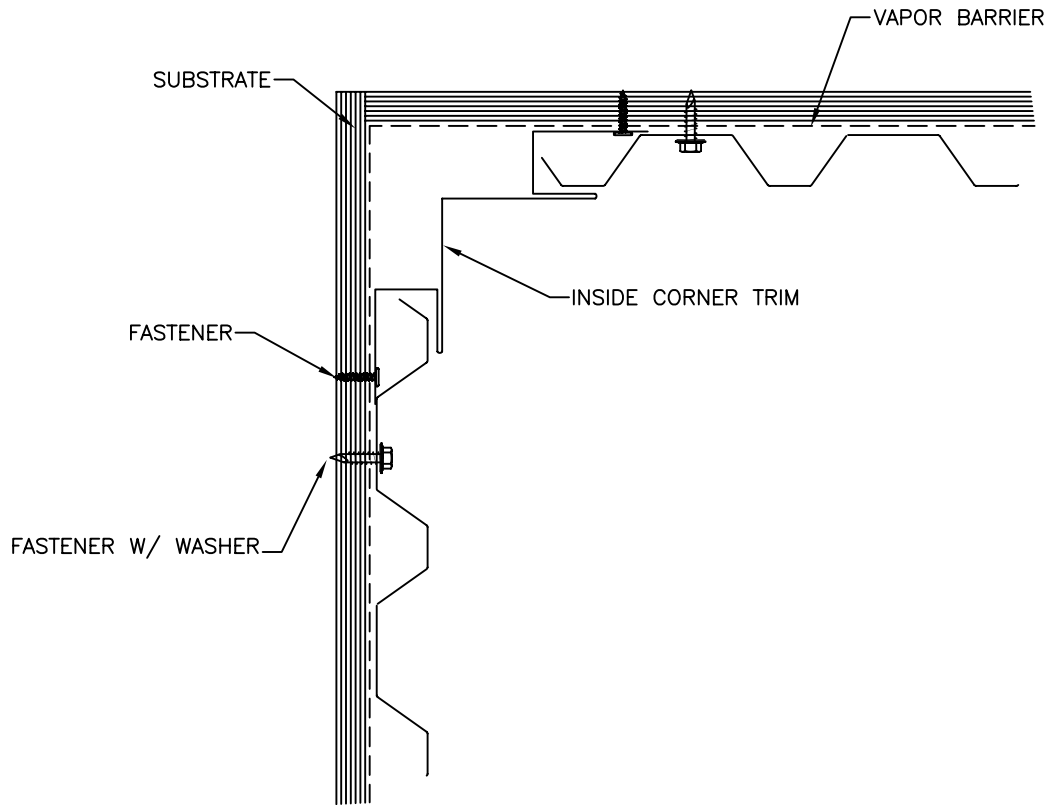 VAPOR BARRIER
SUBSTRATE
INSIDE CORNER TRIM
FASTENER
FASTENER W/ WASHER